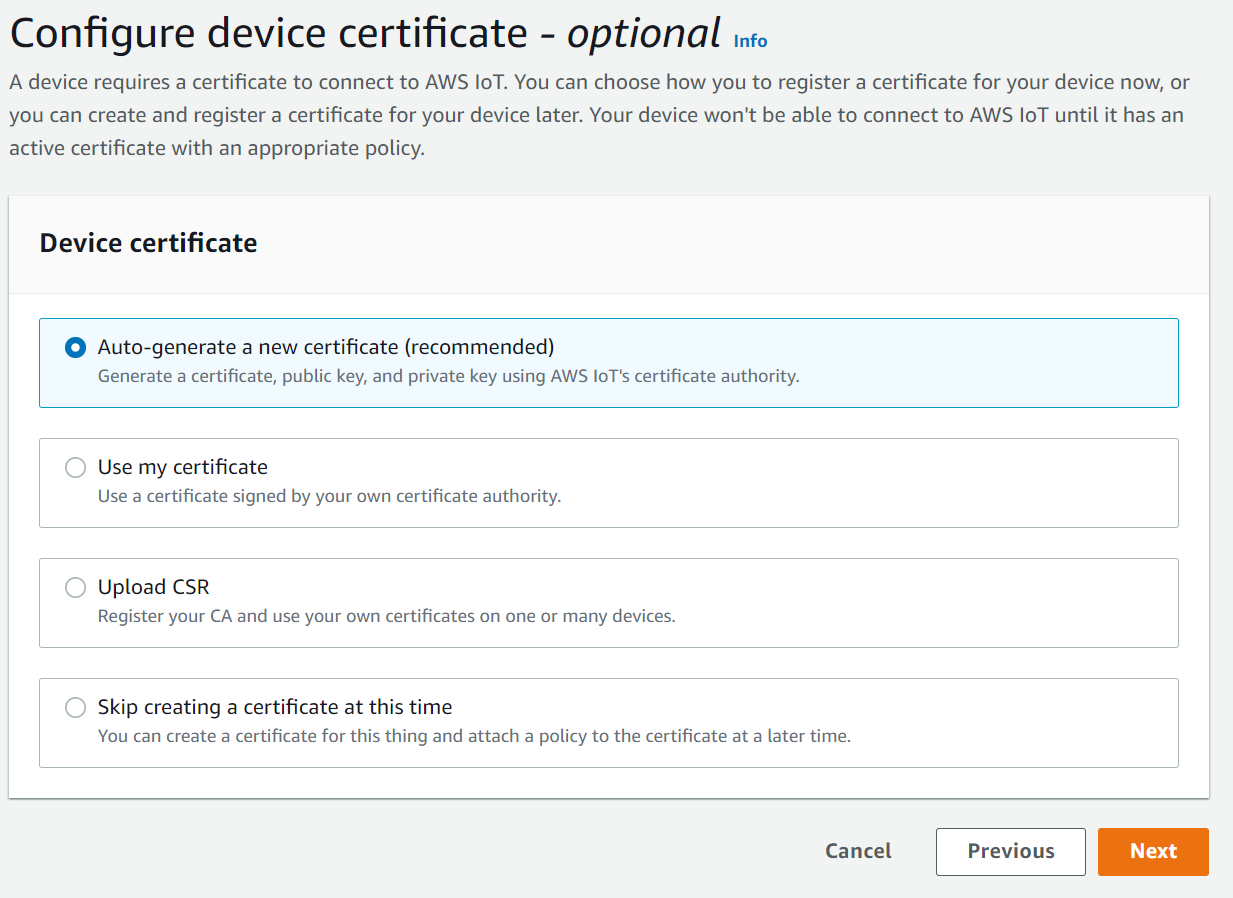 Configure device certificate - optional Info
A device requires a certificate to connect to AWS IoT. You can choose how you to register a certificate for your device now, or
you can create and register a certificate for your device later. Your device won't be able to connect to AWS IoT until it has an
active certificate with an appropriate policy.
Device certificate
Auto-generate a new certificate (recommended)
Generate a certificate, public key, and private key using AWS IoT's certificate authority.
Use my certificate
Use a certificate signed by your own certificate authority.
Upload CSR
Register your CA and use your own certificates on one or many devices.
Skip creating a certificate at this time
You can create a certificate for this thing and attach a policy to the certificate at a later time.
Cancel Previous Next